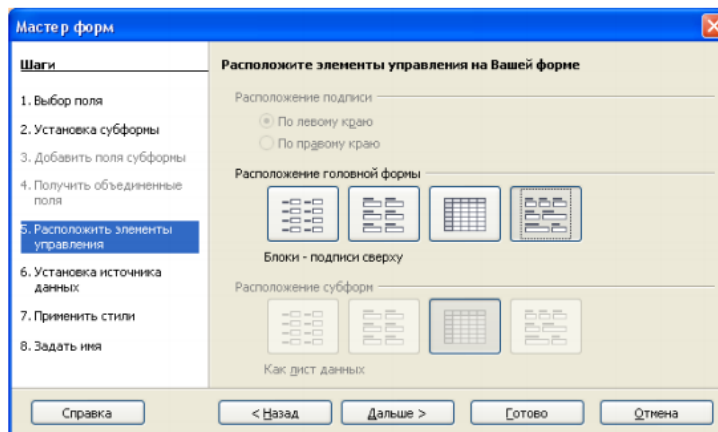 Мастер форм
Шаги
1. Выбор поля
2. Установка субформы
3. Добавить поля субформы
4. Получить объединенные
поля
5. Расположить элементы
управления
6. Установка источника
данных
7. Применить стили
8. Задать имя
Расположите элементы управления на Вашей форме
Расположение подписи
По левому краю
По правому краю
Расположение головной формы
Блоки - подписи сверху
Расположение субформ
Как лист данных
Справка
< Назад
Дальше >
Готово
Отмена